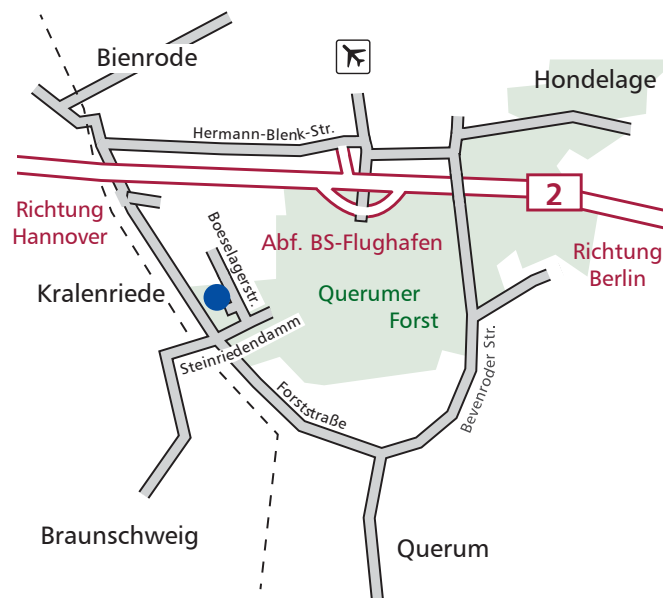 Bienrode
Hondelage
Hermann-Blenk-Str.
2
Richtung
Hannover
Boeselagerstr.
Abf. BS-Flughafen
Richtung
Berlin
Kralenriede
Querumer
Forst
Steinriedendamm
Bevenroder Str.
Forststraße
Braunschweig
Querum